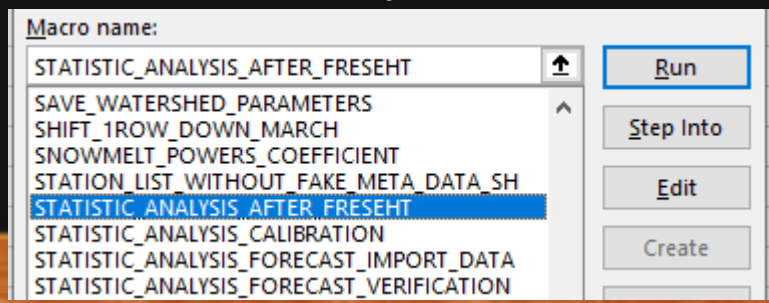 Macro name:
STATISTIC_ANALYSIS_AFTER_FRESEHT
Run
SAVE_WATERSHED_PARAMETERS
SHIFT_1ROW_DOWN_MARCH
SNOWMELT_POWERS_COEFFICIENT
STATION_LIST_WITHOUT_FAKE_META_DATA_SH
STATISTIC_ANALYSIS_AFTER_FRESEHT
STATISTIC_ANALYSIS_CALIBRATION
STATISTIC_ANALYSIS_FORECAST_IMPORT_DATA
STATISTIC_ANALYSIS_FORECAST_VERIFICATION
Step Into
Edit
Create